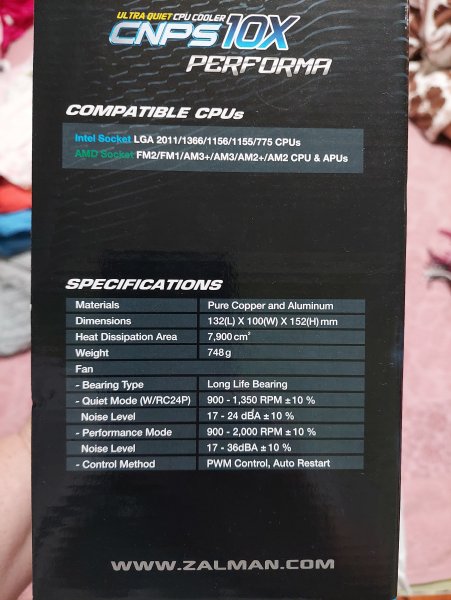 ULTRA QUIET CPU COOLER
CNPS10X
PERFORMA
COMPATIBLE CPUs
Intel Socket LGA 2011/1366/1156/1155/775 CPUs
AMD Socket FM2/FM1/AM3+/AM3/AM2+/AM2 CPU & APUs
SPECIFICATIONS
Materials Pure Copper and Aluminum
Dimensions 132(L) X 100(W) X 152(H) mm
Heat Dissipation Area 7,900 cm²
Weight 748 g
Fan
- Bearing Type Long Life Bearing
- Quiet Mode (W/RC24P) 900 - 1,350 RPM ±10 %
Noise Level 17 - 24 dBA ±10 %
- Performance Mode 900 - 2,000 RPM ±10 %
Noise Level 17 - 36dBA ±10 %
- Control Method PWM Control, Auto Restart
WWW.ZALMAN.COM